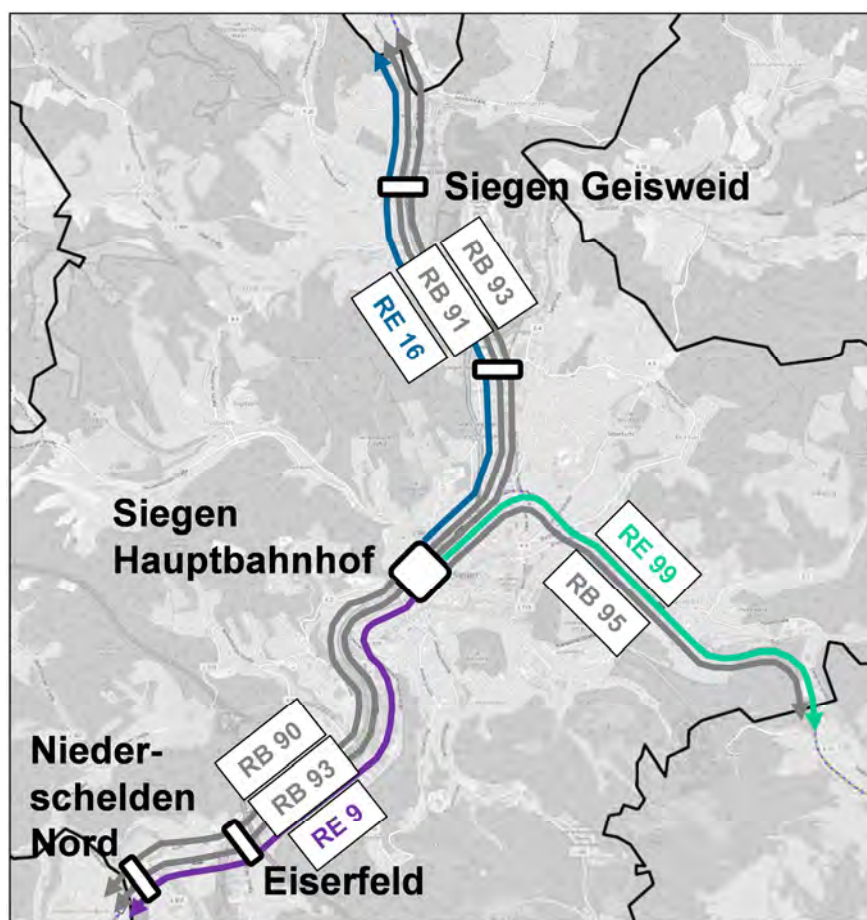 Siegen Geisweid
RB 93
RB 91
RE 16
Siegen
Hauptbahnhof
RE 99
RB 95
RB 90
RB 93
RE 9
Nieder-
schelden
Nord
Eiserfeld